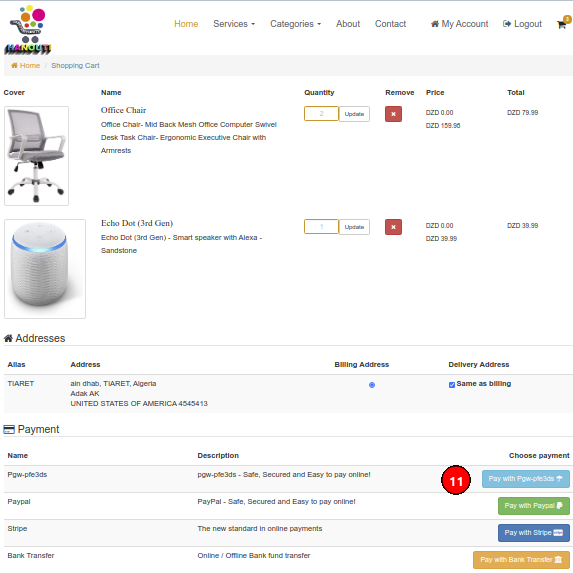 HANOUTI
Home Services Categories About Contact My Account Logout 3
Home / Shopping Cart
Cover Name Quantity Remove Price Total
Office Chair 2 Update DZD 0.00 DZD 79.99
Office Chair- Mid Back Mesh Office Computer Swivel DZD 159.98
Desk Task Chair- Ergonomic Executive Chair with
Armrests
Echo Dot (3rd Gen) 1 Update DZD 0.00 DZD 39.99
Echo Dot (3rd Gen) - Smart speaker with Alexa - DZD 39.99
Sandstone
Addresses
Alias Address Billing Address Delivery Address
TIARET ain dhab, TIARET, Algeria Same as billing
Adak AK
UNITED STATES OF AMERICA 4545413
Payment
Name Description Choose payment
Pgw-pfe3ds pgw-pfe3ds - Safe, Secured and Easy to pay online! 11 Pay with Pgw-pfe3ds
Paypal PayPal - Safe, Secured and Easy to pay online! Pay with Paypal
Stripe The new standard in online payments Pay with Stripe
Bank Transfer Online / Offline Bank fund transfer Pay with Bank Transfer